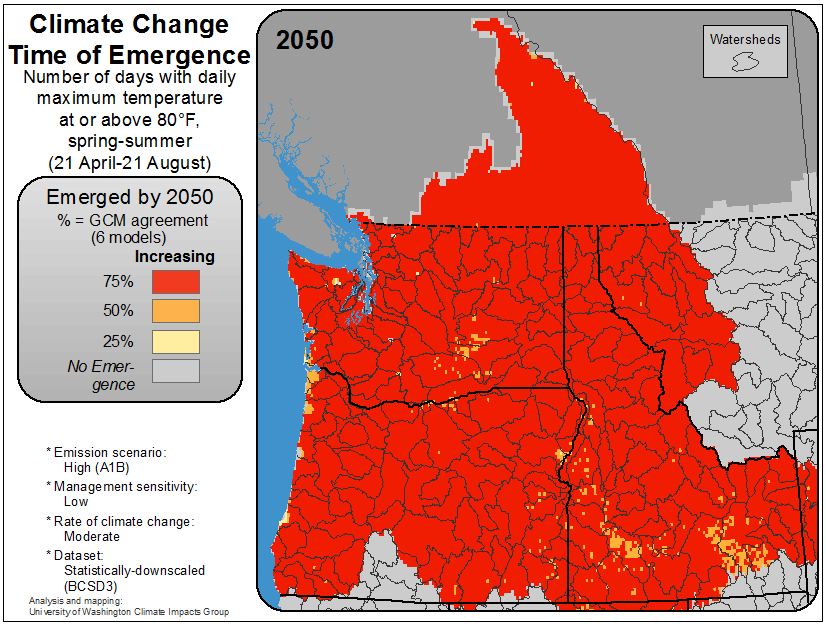 Climate Change
Time of Emergence
Number of days with daily
maximum temperature
at or above 80°F,
spring-summer
(21 April-21 August)
Emerged by 2050
% = GCM agreement
(6 models)
Increasing
75%
50%
25%
No Emer-
gence
* Emission scenario:
High (A1B)
* Management sensitivity:
Low
* Rate of climate change:
Moderate
* Dataset:
Statistically-downscaled
(BCSD3)
Analysis and mapping:
University of Washington Climate Impacts Group
2050
Watersheds